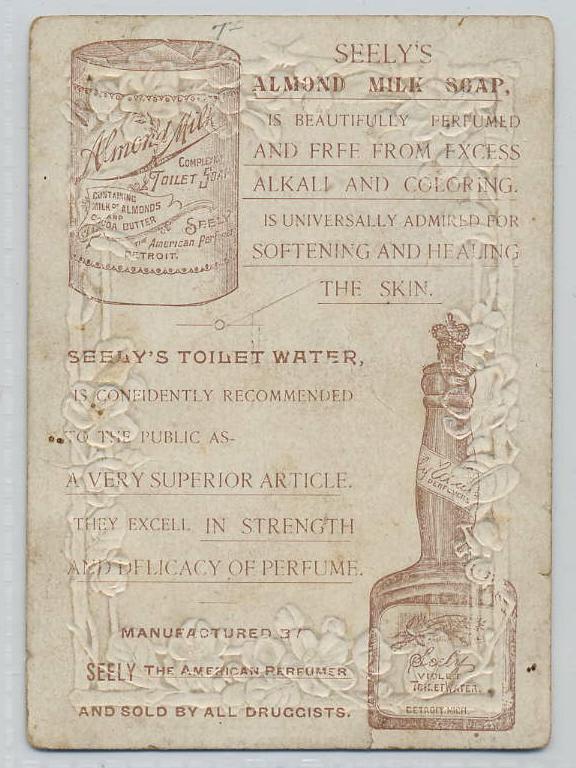 SEELY'S
ALMOND MILK SOAP,
IS BEAUTIFULLY PERFUMED
AND FREE FROM EXCESS
ALKALI AND COLORING.
IS UNIVERSALLY ADMIRED FOR
SOFTENING AND HEALING
THE SKIN.
Almond Milk
COMPLEXION
& TOILET SOAP
CONTAINING
MILK OF ALMONDS
AND
COCOA BUTTER
SEELY
The American Perfumer
DETROIT.
SEELY'S TOILET WATER,
IS CONFIDENTLY RECOMMENDED
TO THE PUBLIC AS-
A VERY SUPERIOR ARTICLE.
THEY EXCELL IN STRENGTH
AND DELICACY OF PERFUME.
MANUFACTURED BY
SEELY THE AMERICAN PERFUMER
AND SOLD BY ALL DRUGGISTS.
Seely
VIOLET
TOILET WATER.
DETROIT, MICH.